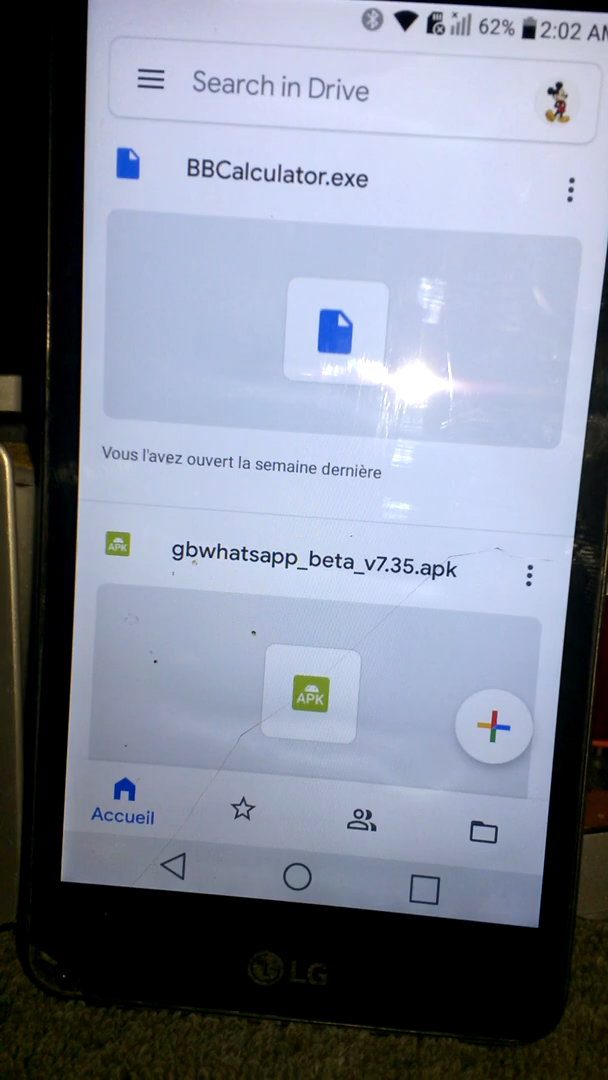 62% 2:02 AM
Search in Drive
BBCalculator.exe
Vous l'avez ouvert la semaine dernière
APK gbwhatsapp_beta_v7.35.apk
APK
Accueil
LG